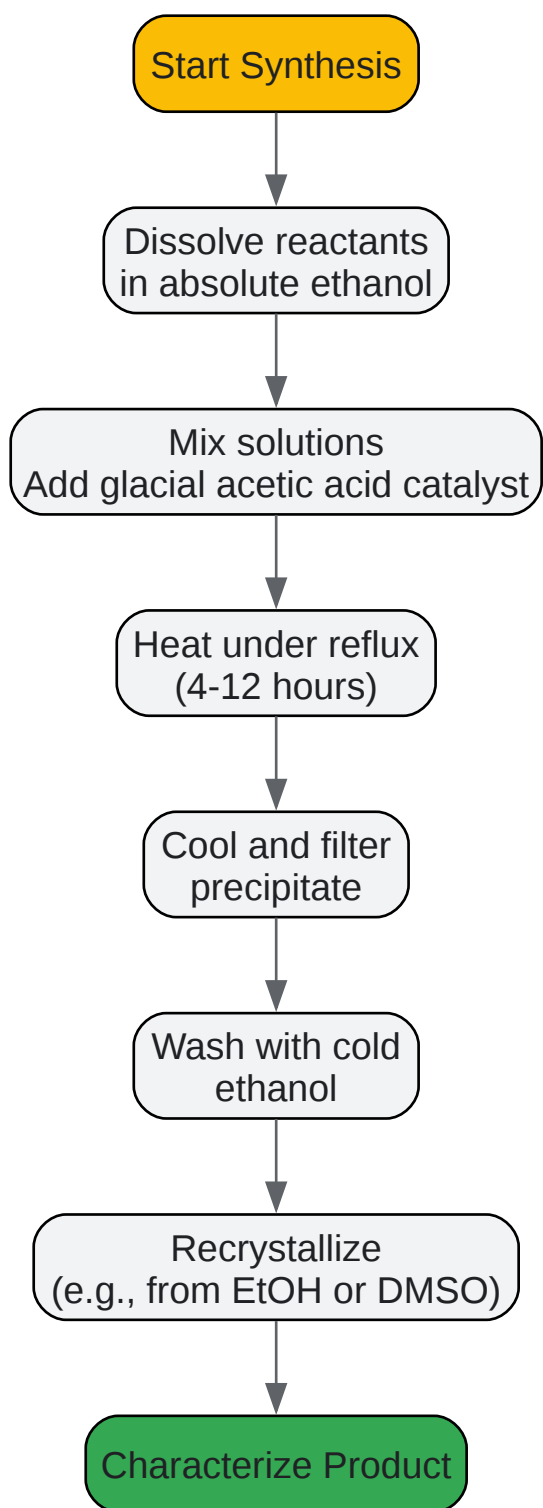 Start Synthesis
Dissolve reactants
in absolute ethanol
Mix solutions
Add glacial acetic acid catalyst
Heat under reflux
(4-12 hours)
Cool and filter
precipitate
Wash with cold
ethanol
Recrystallize
(e.g., from EtOH or DMSO)
Characterize Product